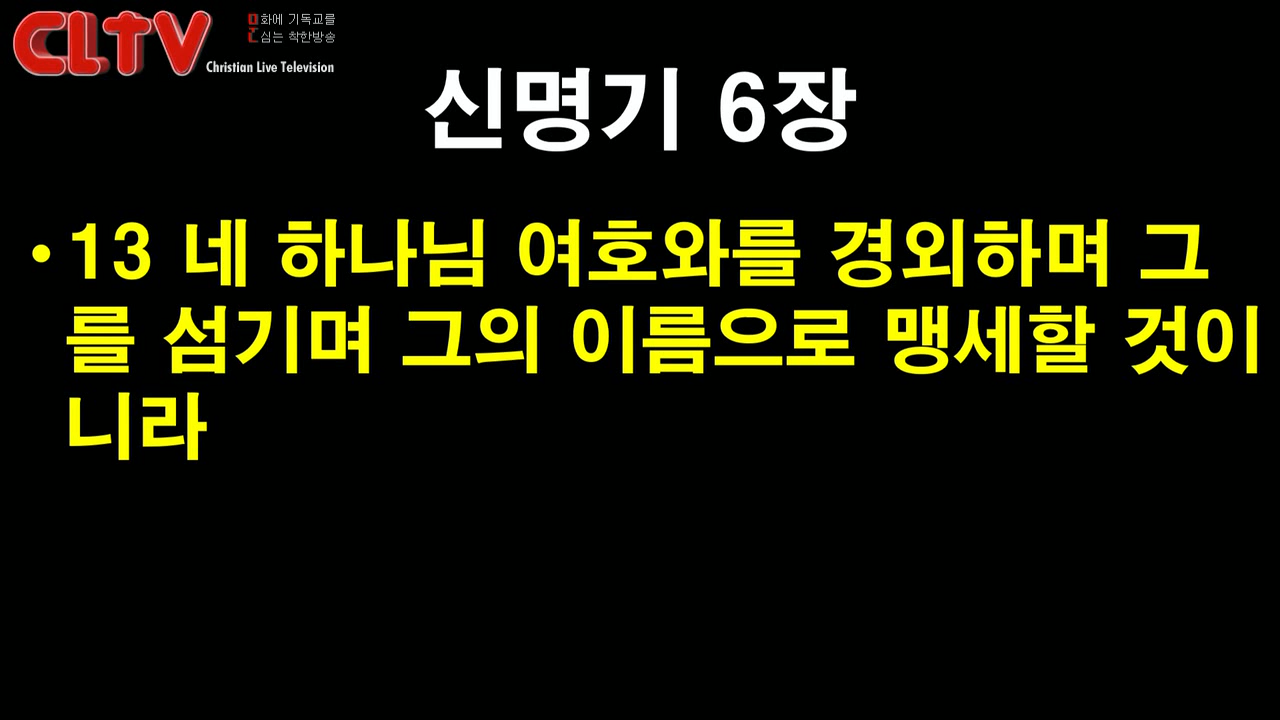 CLTV
문화에 기독교를
심는 착한방송
Christian Live Television
신명기 6장
• 13 네 하나님 여호와를 경외하며 그
를 섬기며 그의 이름으로 맹세할 것이
니라